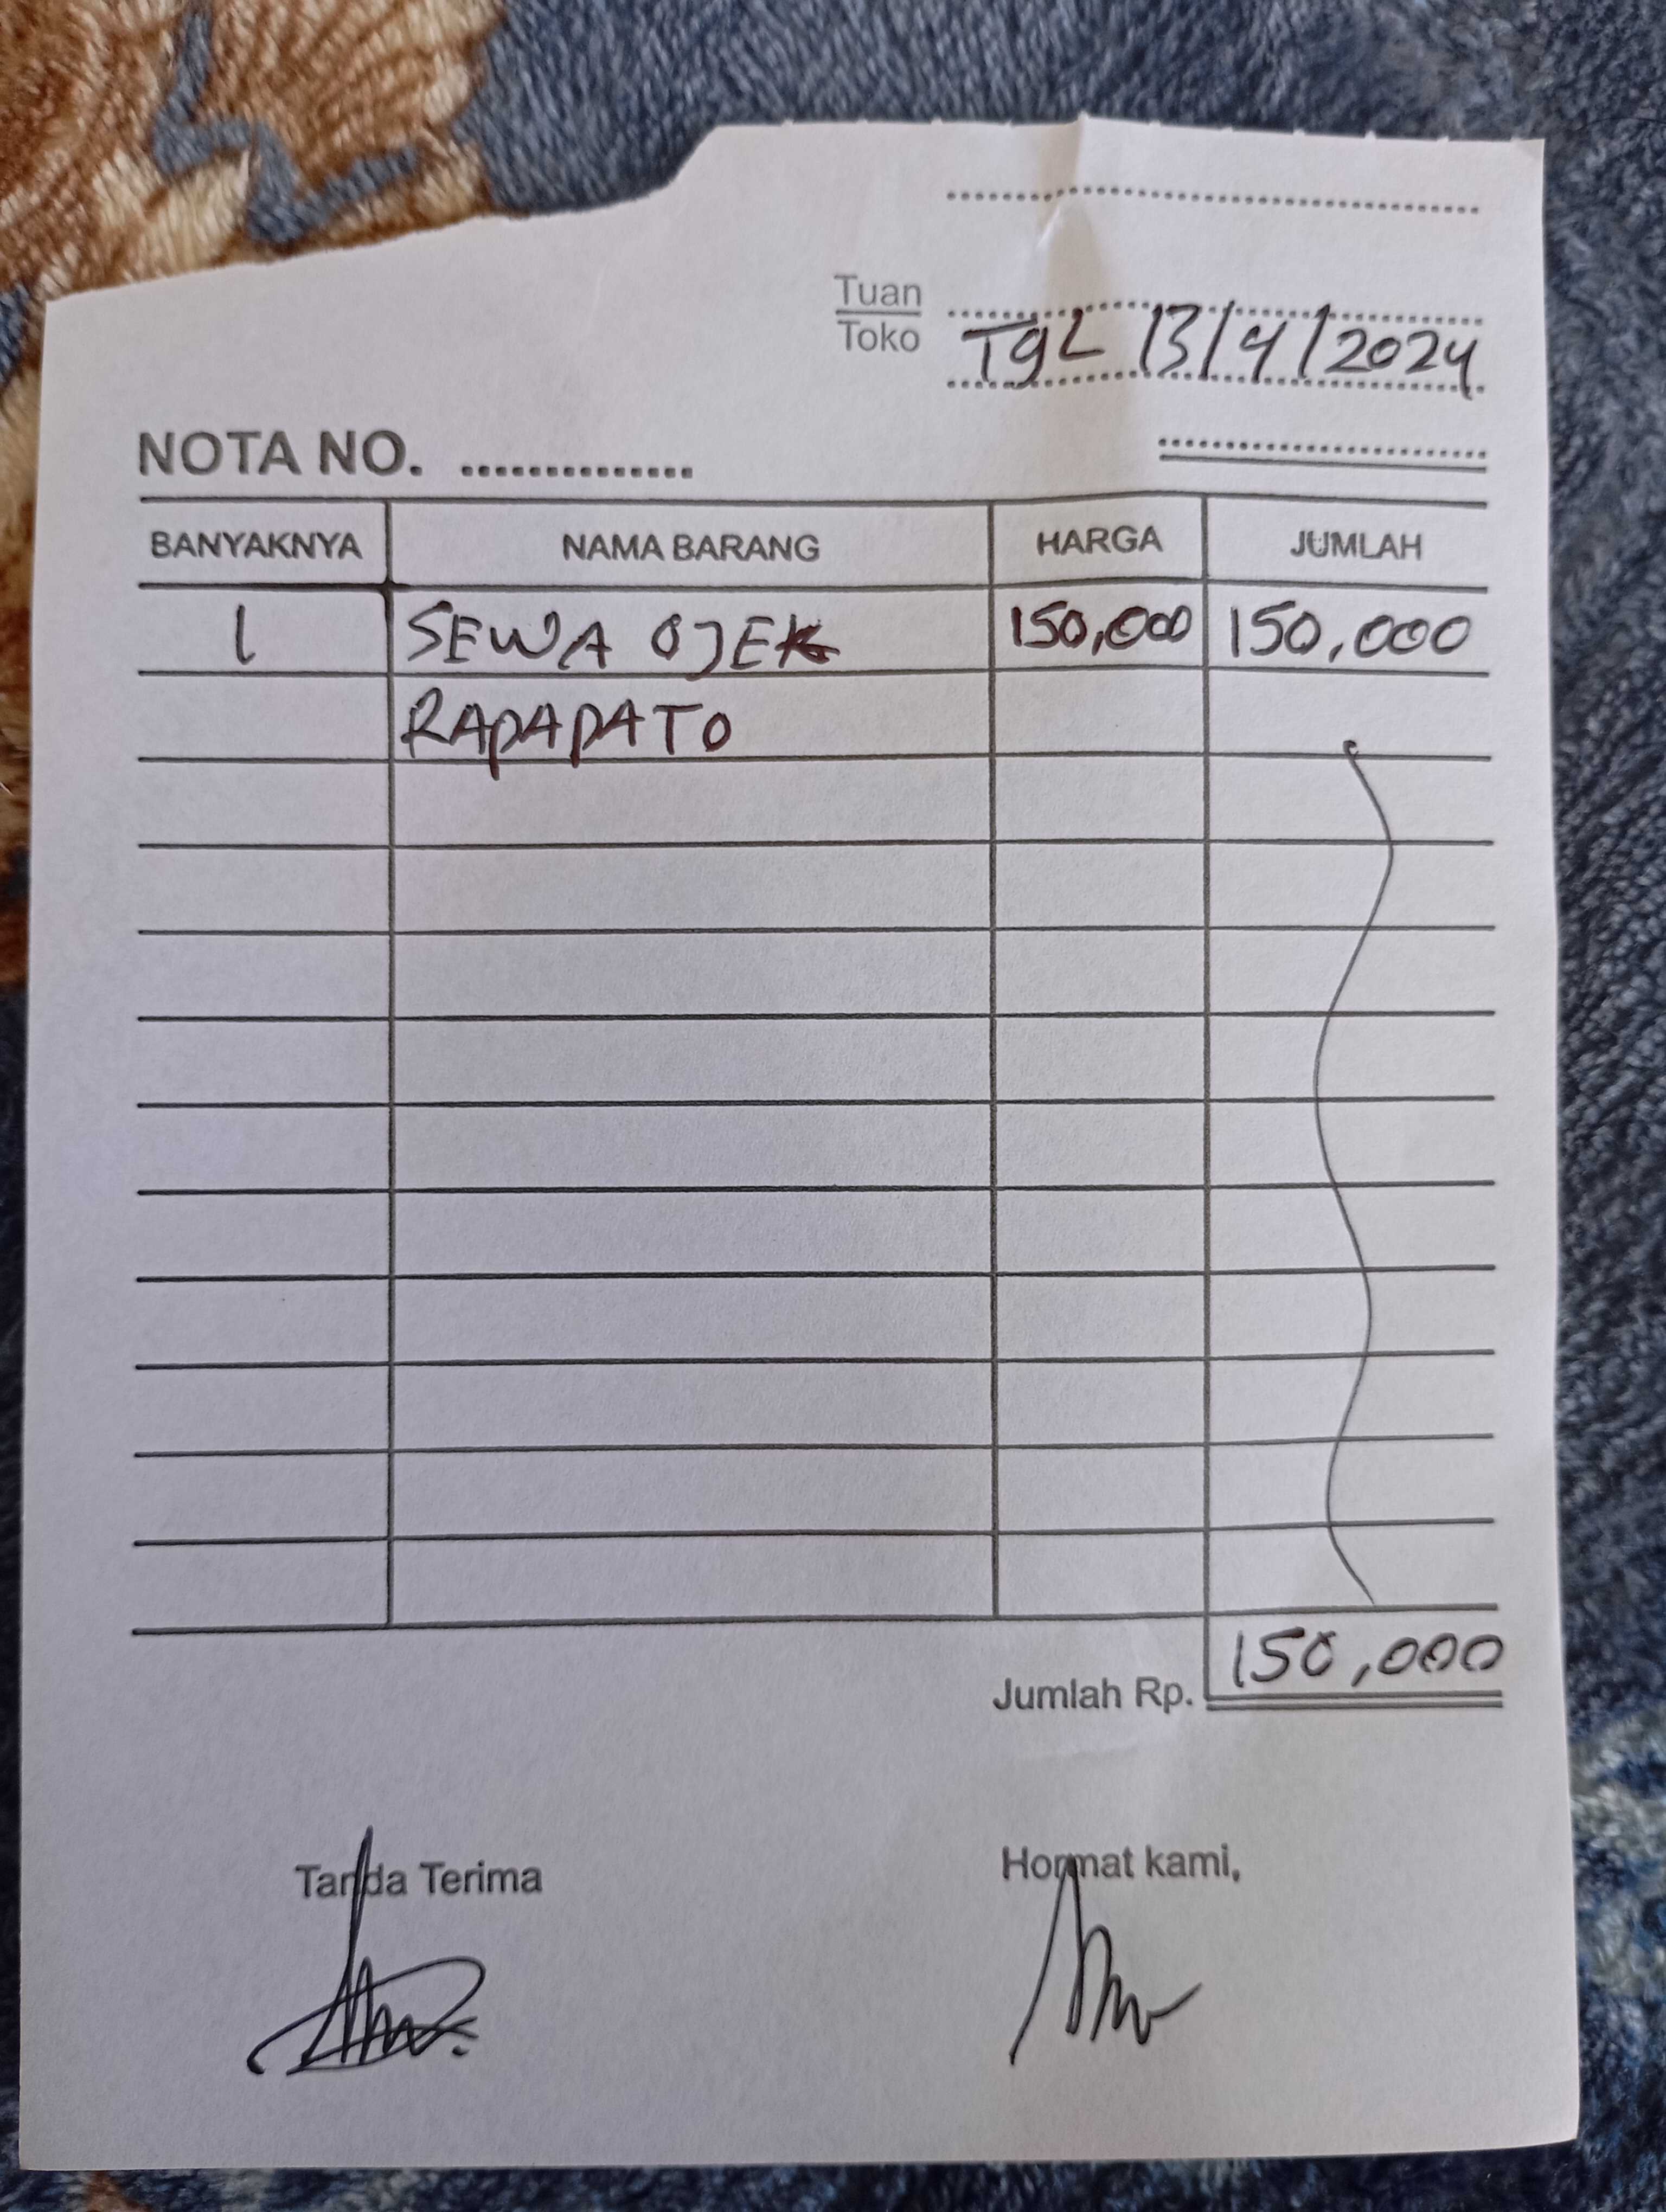 Tuan
Toko
Tgl 13/4/2024
NOTA NO. ..............
BANYAKNYA NAMA BARANG HARGA JUMLAH
1 SEWA OJEK 150,000 150,000
RAPAPATO
Jumlah Rp. 150,000
Tanda Terima Hormat kami,